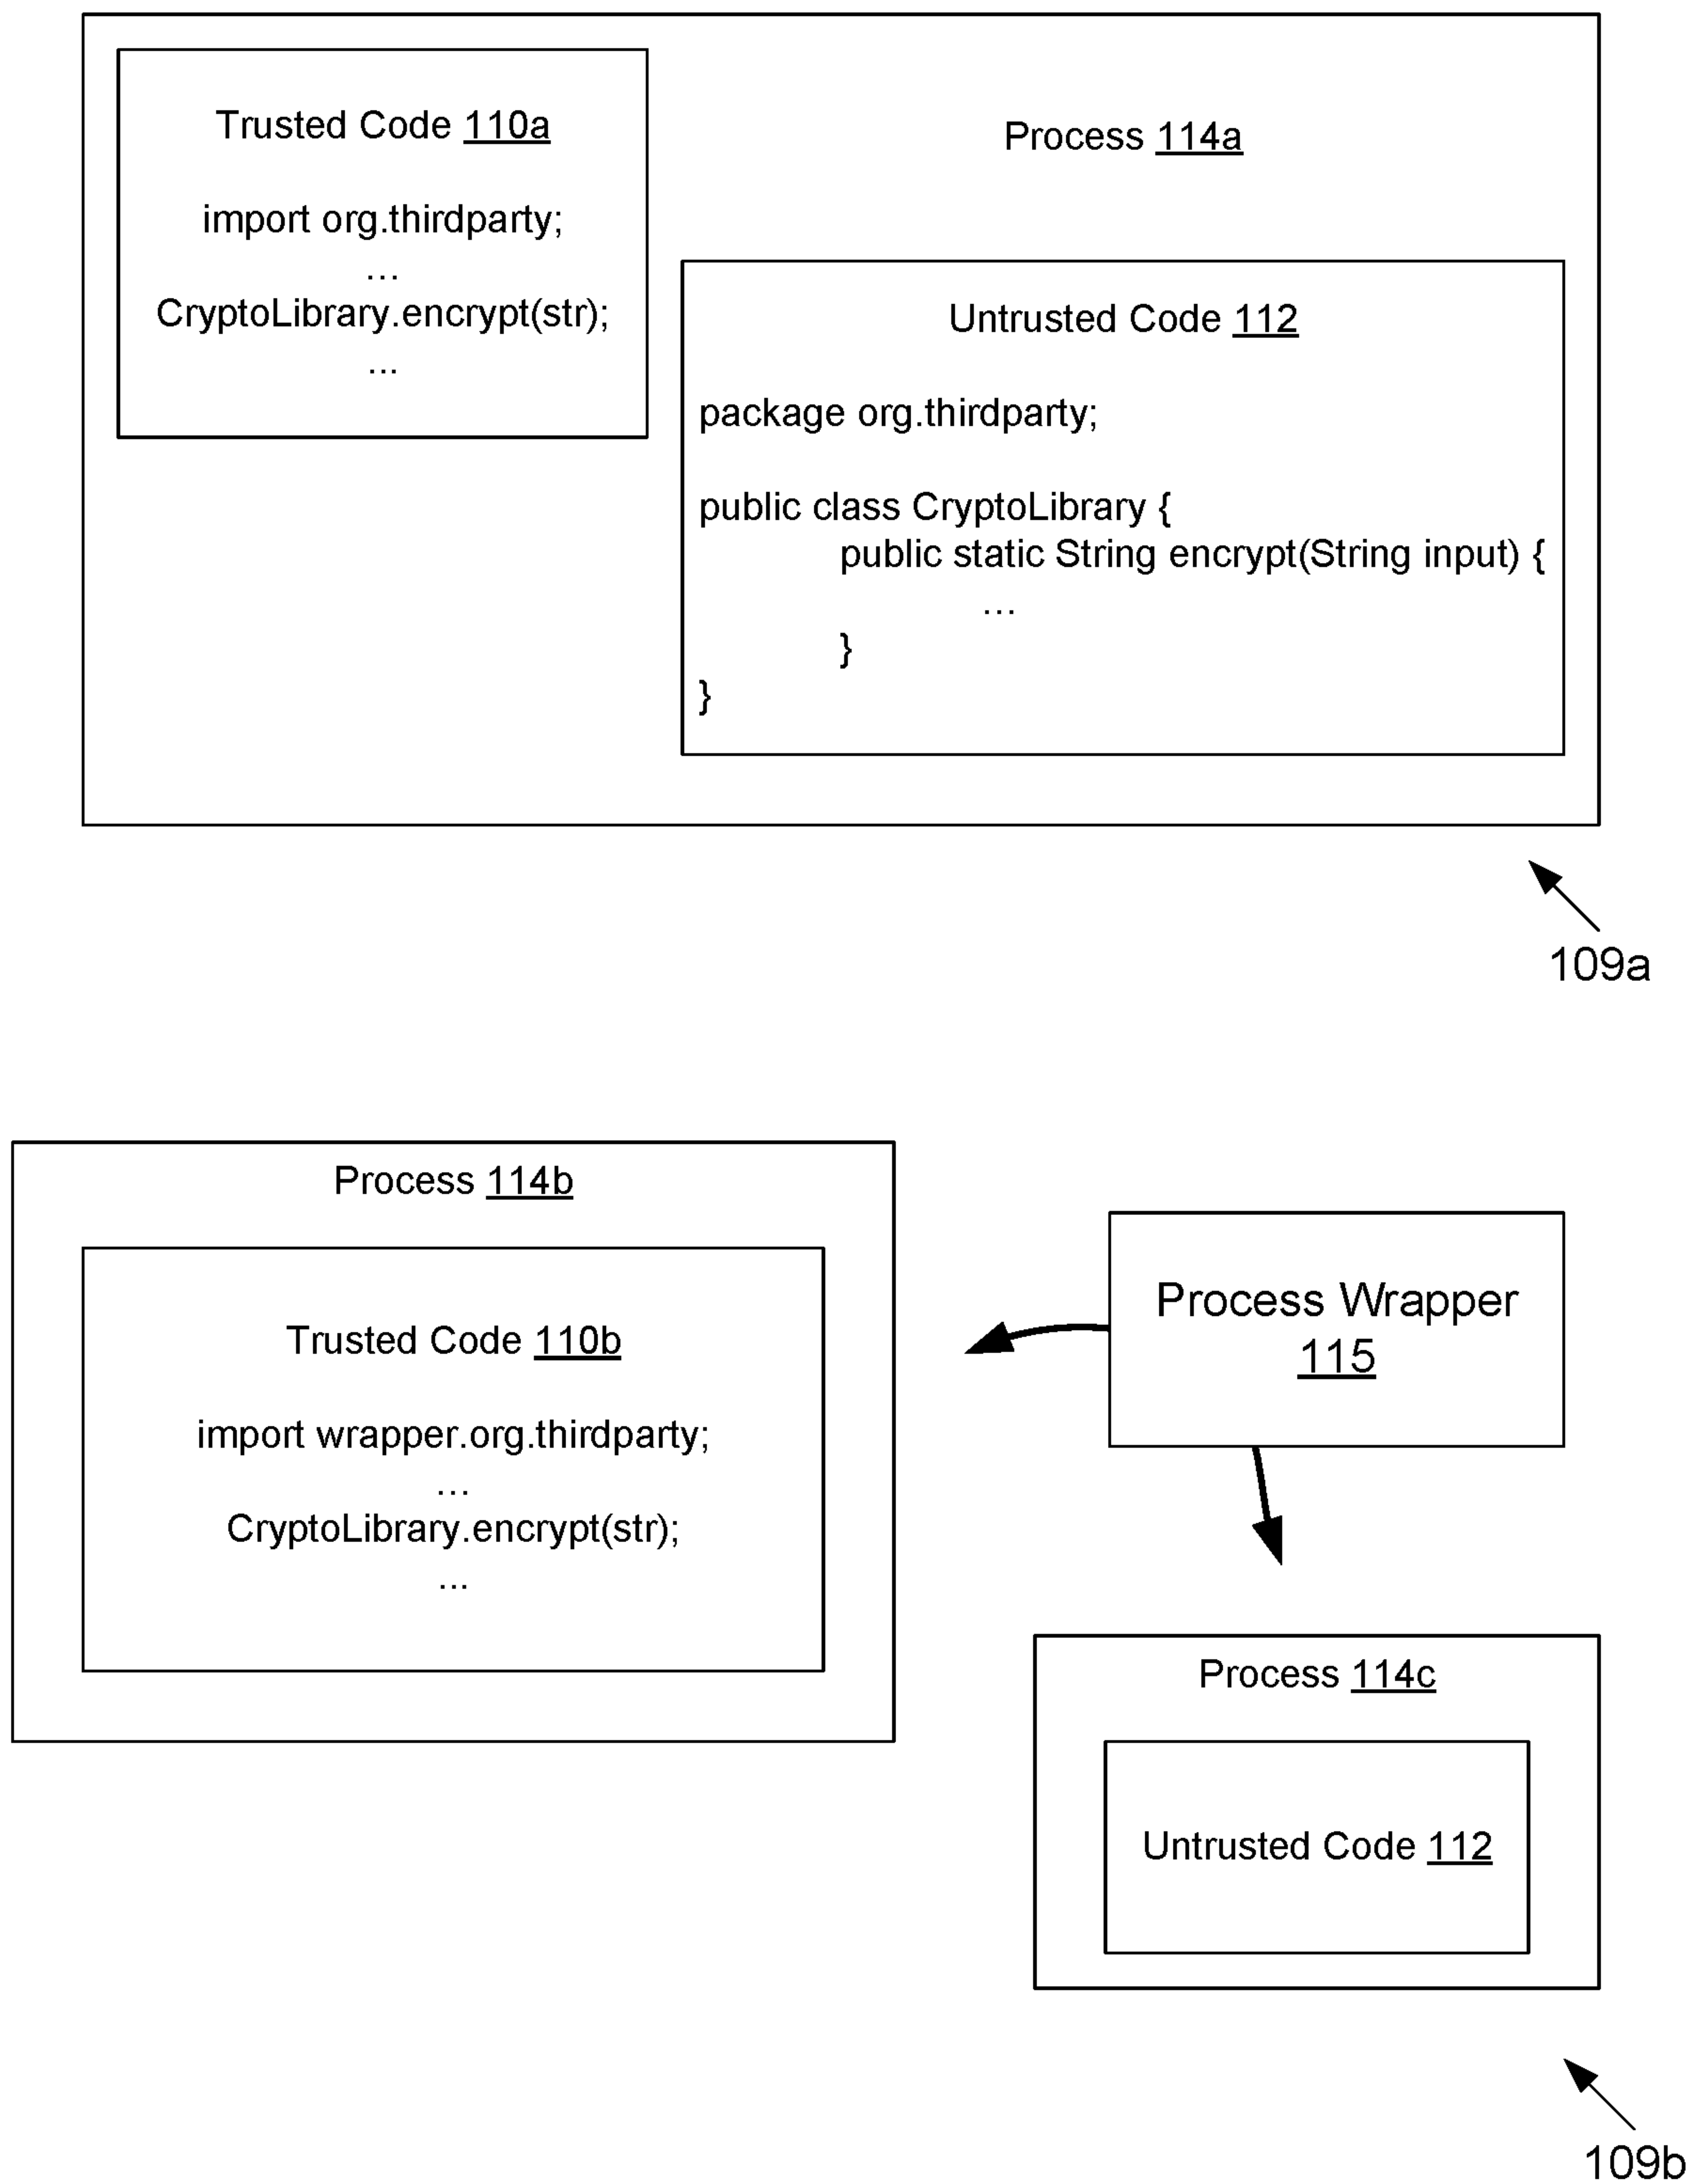 Trusted Code 110a
import org.thirdparty;
...
CryptoLibrary.encrypt(str);
...
Process 114a
Untrusted Code 112
package org.thirdparty;
public class CryptoLibrary {
public static String encrypt(String input) {
...
}
}
109a
Process 114b
Trusted Code 110b
import wrapper.org.thirdparty;
...
CryptoLibrary.encrypt(str);
...
Process Wrapper
115
Process 114c
Untrusted Code 112
109b